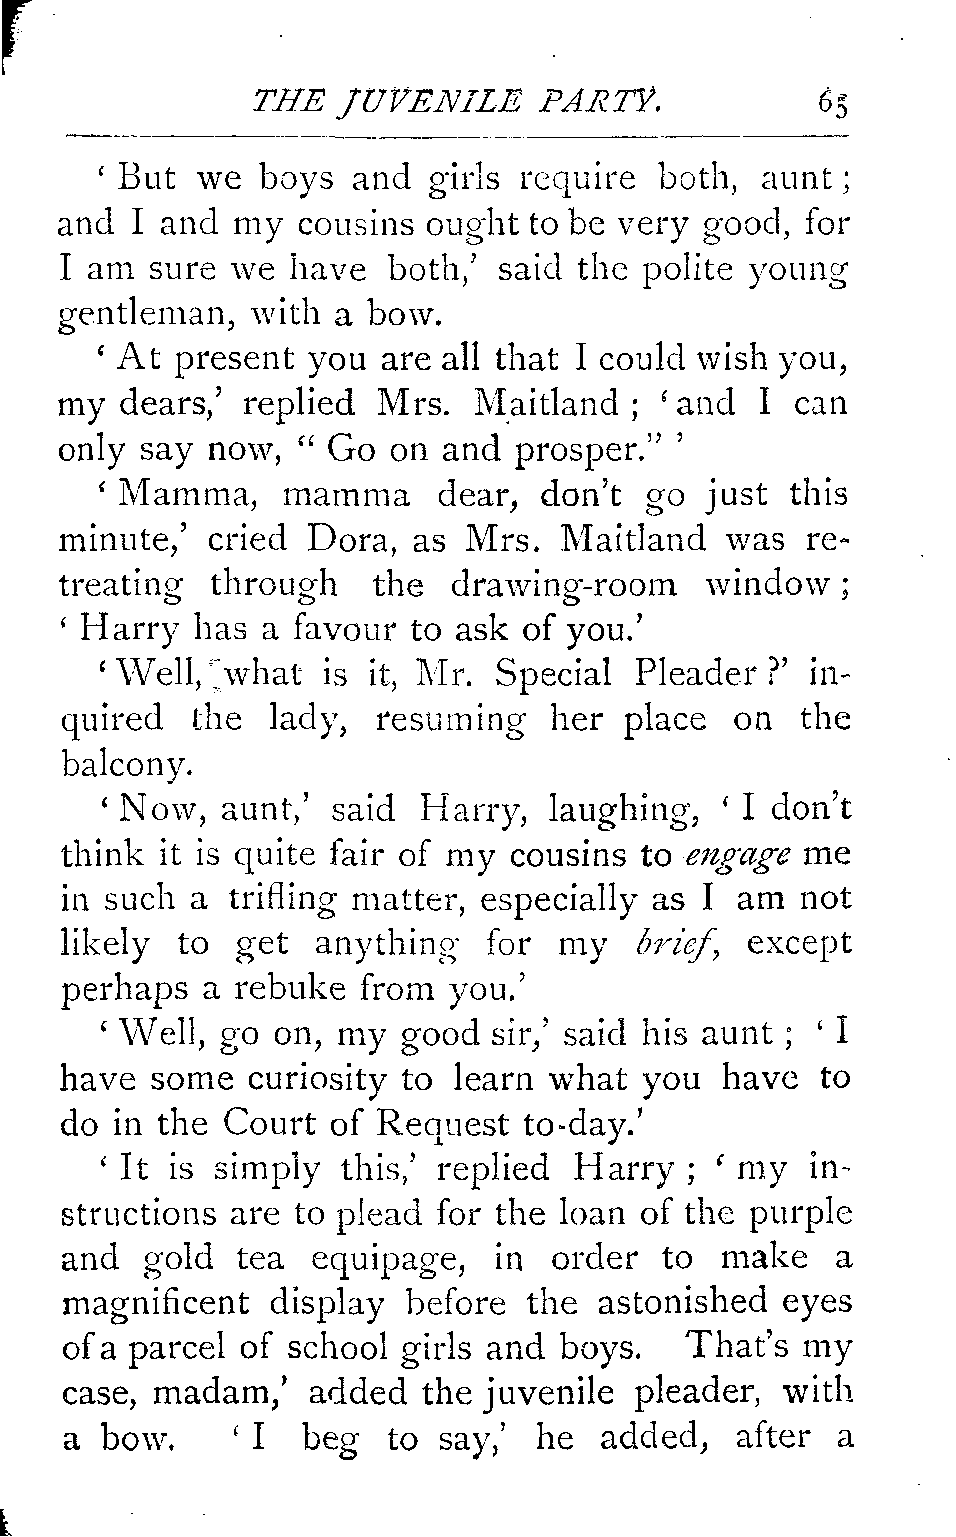 THE JUVENILE PARTY. 65
‘ But we boys and girls require both, aunt ;
and I and my cousins ought to be very good, for
I am sure we have both,’ said the polite young
gentleman, with a bow.
‘ At present you are all that I could wish you,
my dears,’ replied Mrs. Maitland ; ‘ and I can
only say now, “ Go on and prosper.” ’
‘ Mamma, mamma dear, don’t go just this
minute,’ cried Dora, as Mrs. Maitland was re-
treating through the drawing-room window ;
‘ Harry has a favour to ask of you.’
‘ Well, what is it, Mr. Special Pleader ?’ in-
quired the lady, resuming her place on the
balcony.
‘ Now, aunt,’ said Harry, laughing, ‘ I don’t
think it is quite fair of my cousins to engage me
in such a trifling matter, especially as I am not
likely to get anything for my brief, except
perhaps a rebuke from you.’
‘ Well, go on, my good sir,’ said his aunt ; ‘ I
have some curiosity to learn what you have to
do in the Court of Request to-day.’
‘ It is simply this,’ replied Harry ; ‘ my in-
structions are to plead for the loan of the purple
and gold tea equipage, in order to make a
magnificent display before the astonished eyes
of a parcel of school girls and boys. That’s my
case, madam,’ added the juvenile pleader, with
a bow. ‘ I beg to say,’ he added, after a